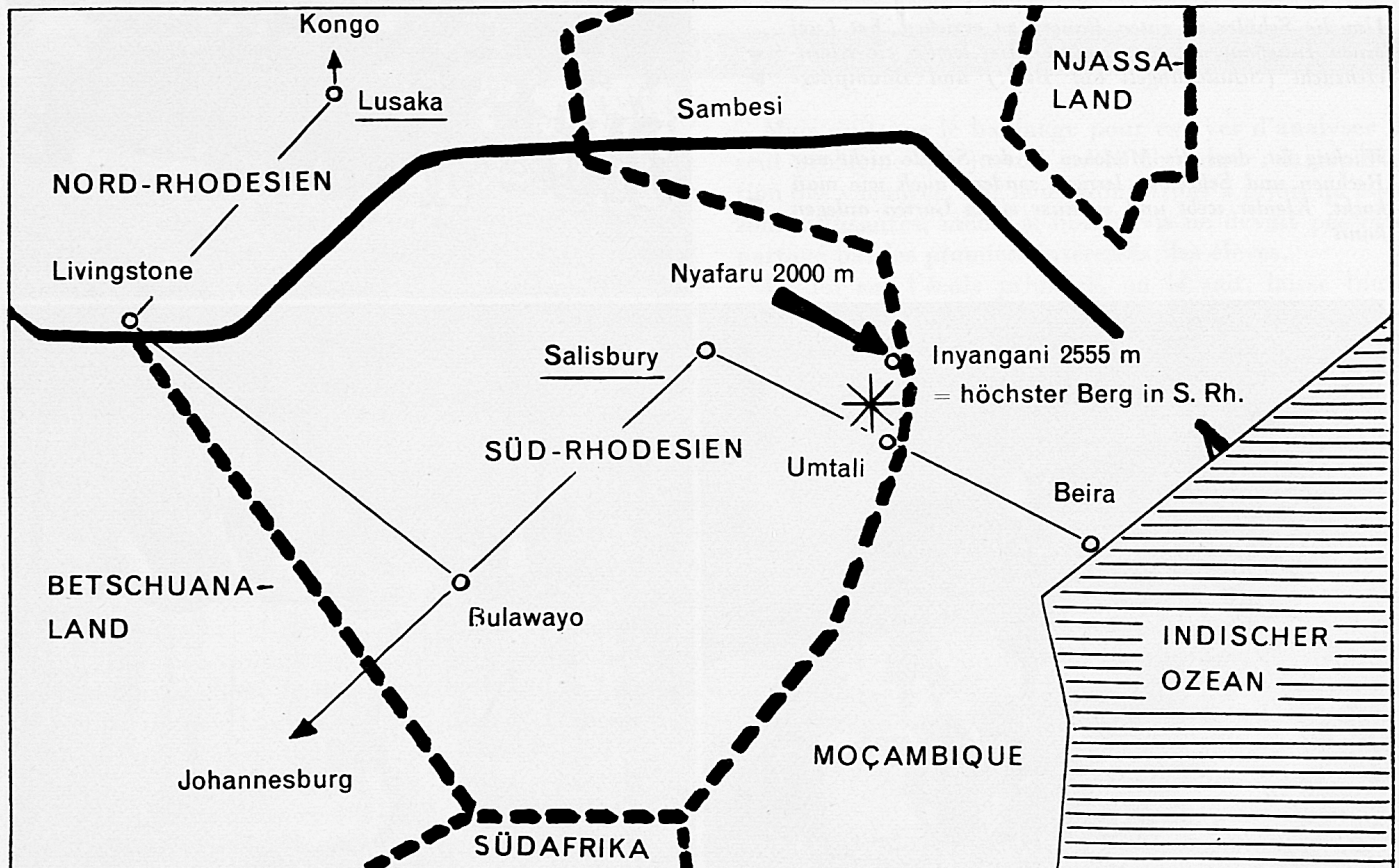 Kongo
Lusaka
Sambesi
NJASSA-
LAND
NORD-RHODESIEN
Livingstone
Nyafaru 2000 m
Salisbury
Inyangani 2555 m
= höchster Berg in S. Rh.
SÜD-RHODESIEN
Umtali
Beira
BETSCHUANA-
LAND
Bulawayo
INDISCHER
OZEAN
Johannesburg
MOÇAMBIQUE
SÜDAFRIKA